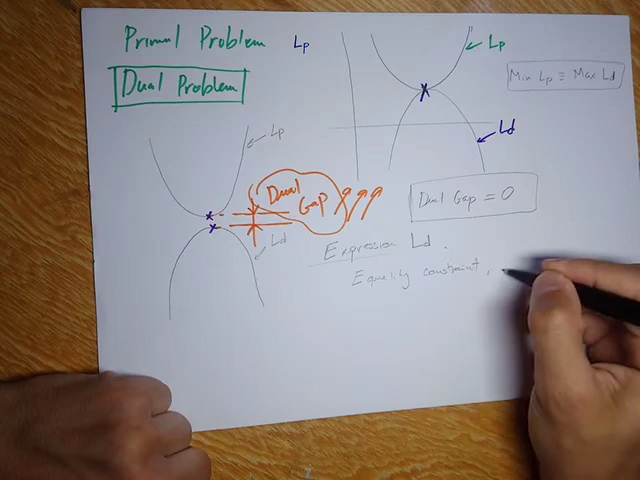 Primal Problem Lp
Dual Problem
Lp
Lp
Min Lp ≡ Max Ld
Ld
Dual
Gap
Dual Gap = 0
Ld
Expression Ld.
Equality constraint,